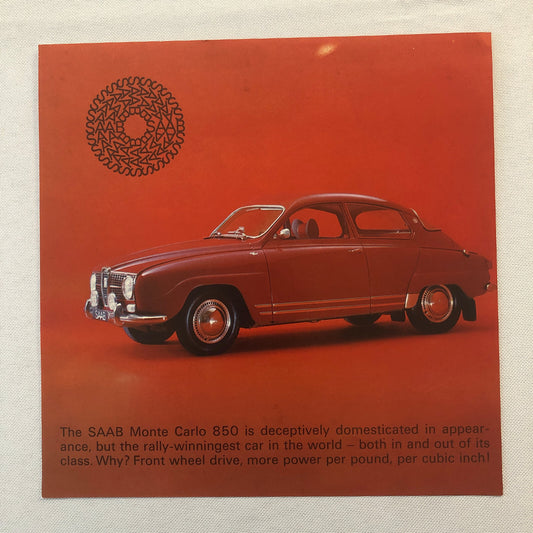 SAAB
The SAAB Monte Carlo 850 is deceptively domesticated in appear-
ance, but the rally-winningest car in the world – both in and out of its
class. Why? Front wheel drive, more power per pound, per cubic inch!